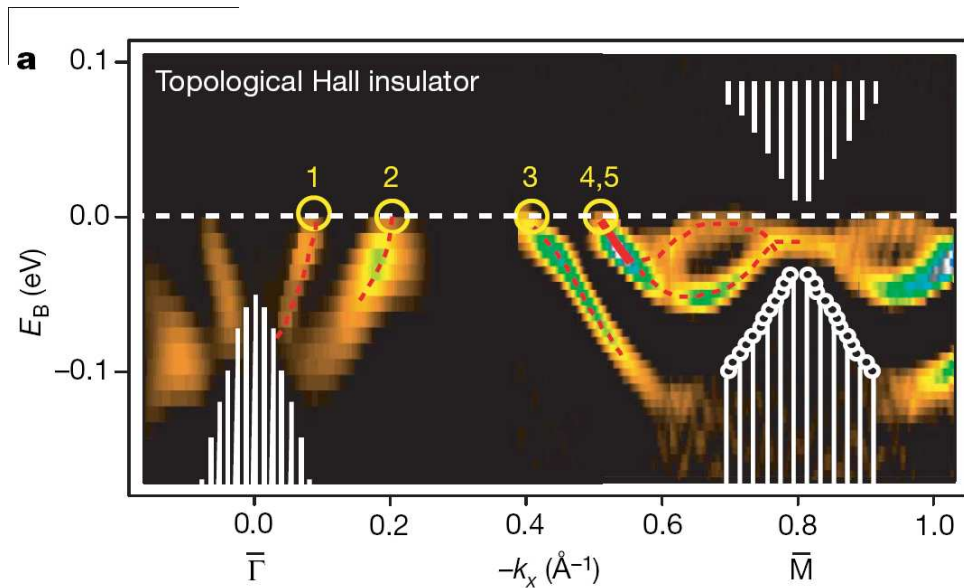 a
0.1
Topological Hall insulator
1 2 3 4,5
0.0
E_B (eV)
–0.1
0.0 0.2 0.4 0.6 0.8 1.0
Γ̅ –k_x (Å⁻¹) M̅